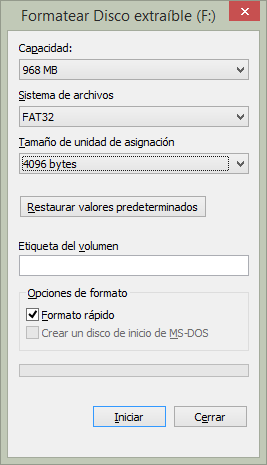 Formatear Disco extraíble (F:)
Capacidad:
968 MB
Sistema de archivos
FAT32
Tamaño de unidad de asignación
4096 bytes
Restaurar valores predeterminados
Etiqueta del volumen
Opciones de formato
Formato rápido
Crear un disco de inicio de MS-DOS
Iniciar
Cerrar